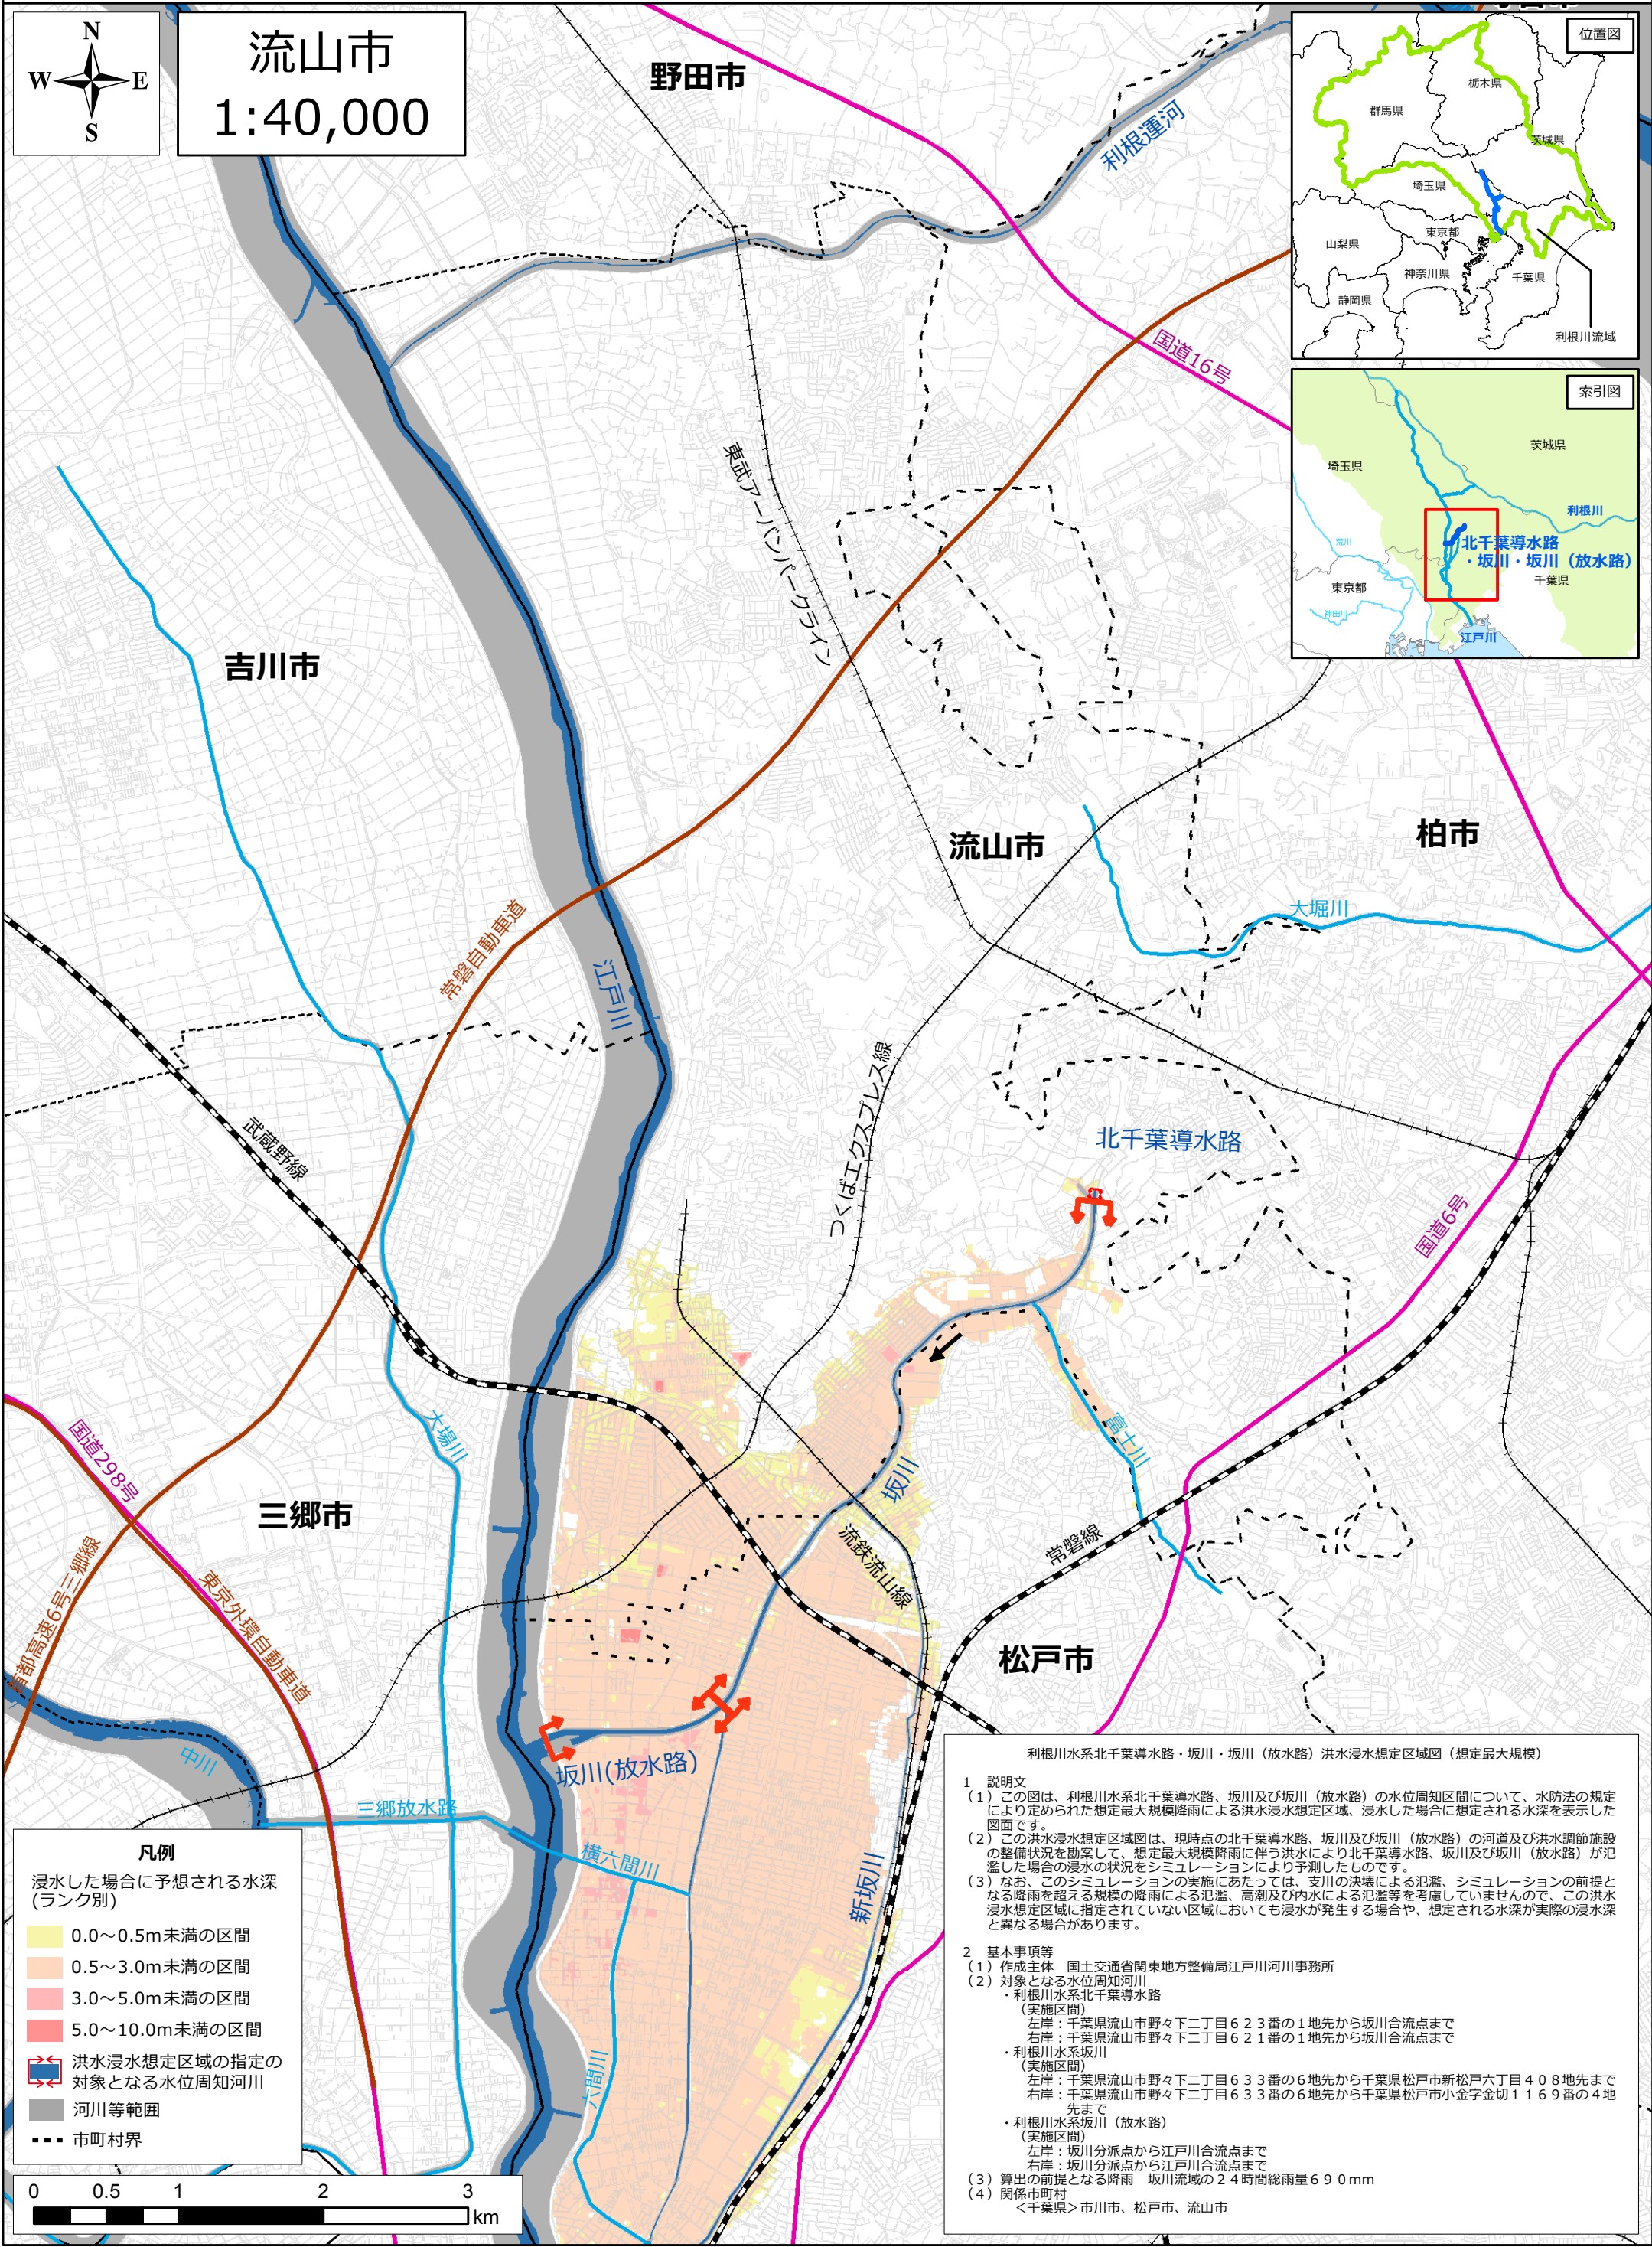 N
W E
S
流山市
1:40,000
野田市
利根運河
位置図
栃木県
群馬県
茨城県
埼玉県
東京都
山梨県
神奈川県
千葉県
静岡県
利根川流域
国道16号
索引図
茨城県
埼玉県
利根川
荒川
北千葉導水路
・坂川・坂川（放水路）
東京都
千葉県
神田川
江戸川
東武アーバンパークライン
吉川市
流山市
柏市
大堀川
常磐自動車道
江戸川
つくばエクスプレス線
武蔵野線
北千葉導水路
国道6号
大場川
国道298号
富士川
坂川
三郷市
流鉄流山線
常磐線
首都高速6号三郷線
東京外環自動車道
松戸市
中川
坂川(放水路)
三郷放水路
横六間川
新坂川
六間川
凡例
浸水した場合に予想される水深
(ランク別)
0.0～0.5m未満の区間
0.5～3.0m未満の区間
3.0～5.0m未満の区間
5.0～10.0m未満の区間
洪水浸水想定区域の指定の
対象となる水位周知河川
河川等範囲
市町村界
0 0.5 1 2 3
km
利根川水系北千葉導水路・坂川・坂川（放水路）洪水浸水想定区域図（想定最大規模）
1 説明文
（1）この図は、利根川水系北千葉導水路、坂川及び坂川（放水路）の水位周知区間について、水防法の規定
により定められた想定最大規模降雨による洪水浸水想定区域、浸水した場合に想定される水深を表示した
図面です。
（2）この洪水浸水想定区域図は、現時点の北千葉導水路、坂川及び坂川（放水路）の河道及び洪水調節施設
の整備状況を勘案して、想定最大規模降雨に伴う洪水により北千葉導水路、坂川及び坂川（放水路）が氾
濫した場合の浸水の状況をシミュレーションにより予測したものです。
（3）なお、このシミュレーションの実施にあたっては、支川の決壊による氾濫、シミュレーションの前提と
なる降雨を超える規模の降雨による氾濫、高潮及び内水による氾濫等を考慮していませんので、この洪水
浸水想定区域に指定されていない区域においても浸水が発生する場合や、想定される水深が実際の浸水深
と異なる場合があります。
2 基本事項等
（1）作成主体 国土交通省関東地方整備局江戸川河川事務所
（2）対象となる水位周知河川
・利根川水系北千葉導水路
（実施区間）
左岸：千葉県流山市野々下二丁目６２３番の１地先から坂川合流点まで
右岸：千葉県流山市野々下二丁目６２１番の１地先から坂川合流点まで
・利根川水系坂川
（実施区間）
左岸：千葉県流山市野々下二丁目６３３番の６地先から千葉県松戸市新松戸六丁目４０８地先まで
右岸：千葉県流山市野々下二丁目６３３番の６地先から千葉県松戸市小金字金切１１６９番の４地
先まで
・利根川水系坂川（放水路）
（実施区間）
左岸：坂川分派点から江戸川合流点まで
右岸：坂川分派点から江戸川合流点まで
（3）算出の前提となる降雨 坂川流域の２４時間総雨量６９０mm
（4）関係市町村
＜千葉県＞市川市、松戸市、流山市